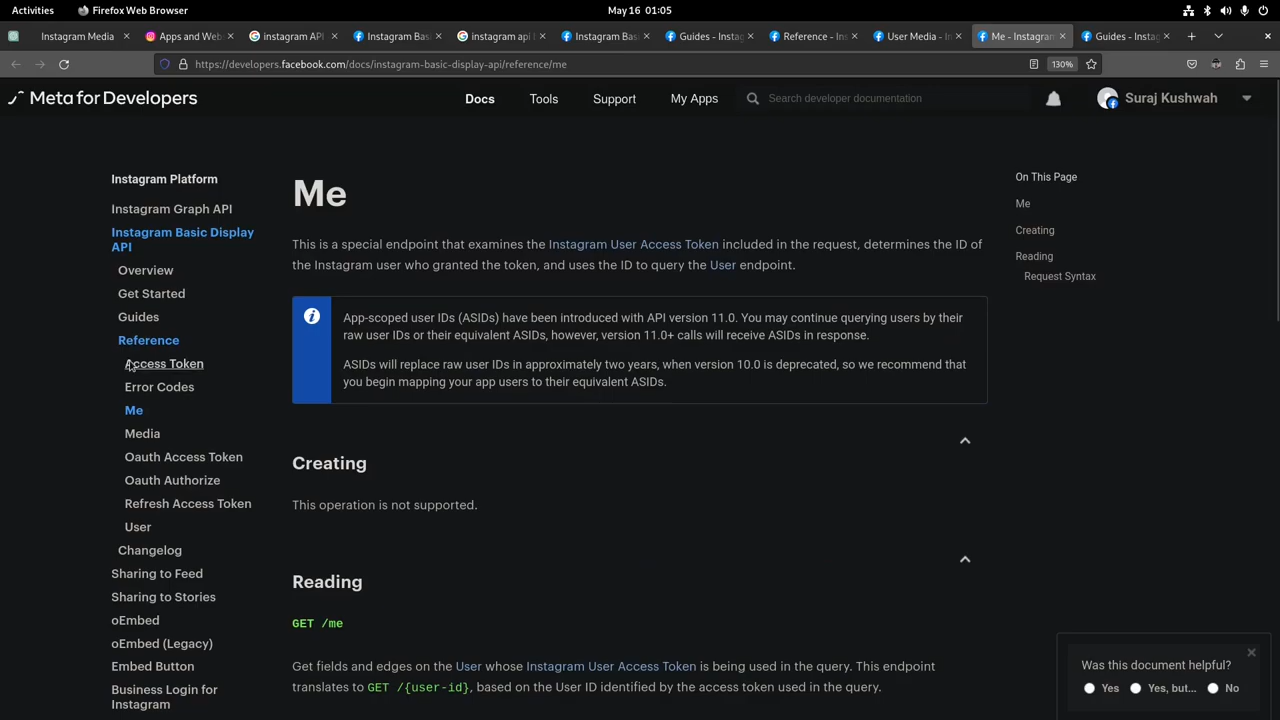 Activities
Firefox Web Browser
May 16 01:05
Instagram Media
Apps and Web
instagram API
Instagram Bas
instagram api
Instagram Bas
Guides - Instag
Reference - Ins
User Media - In
Me - Instagram
Guides - Instag
https://developers.facebook.com/docs/instagram-basic-display-api/reference/me
130%
Meta for Developers
Docs
Tools
Support
My Apps
Search developer documentation
Suraj Kushwah
Instagram Platform
Instagram Graph API
Instagram Basic Display
API
Overview
Get Started
Guides
Reference
Access Token
Error Codes
Me
Media
Oauth Access Token
Oauth Authorize
Refresh Access Token
User
Changelog
Sharing to Feed
Sharing to Stories
oEmbed
oEmbed (Legacy)
Embed Button
Business Login for
Instagram
Me
This is a special endpoint that examines the Instagram User Access Token included in the request, determines the ID of
the Instagram user who granted the token, and uses the ID to query the User endpoint.
App-scoped user IDs (ASIDs) have been introduced with API version 11.0. You may continue querying users by their
raw user IDs or their equivalent ASIDs, however, version 11.0+ calls will receive ASIDs in response.
ASIDs will replace raw user IDs in approximately two years, when version 10.0 is deprecated, so we recommend that
you begin mapping your app users to their equivalent ASIDs.
Creating
This operation is not supported.
Reading
GET /me
Get fields and edges on the User whose Instagram User Access Token is being used in the query. This endpoint
translates to GET /{user-id}, based on the User ID identified by the access token used in the query.
On This Page
Me
Creating
Reading
Request Syntax
Was this document helpful?
Yes
Yes, but...
No